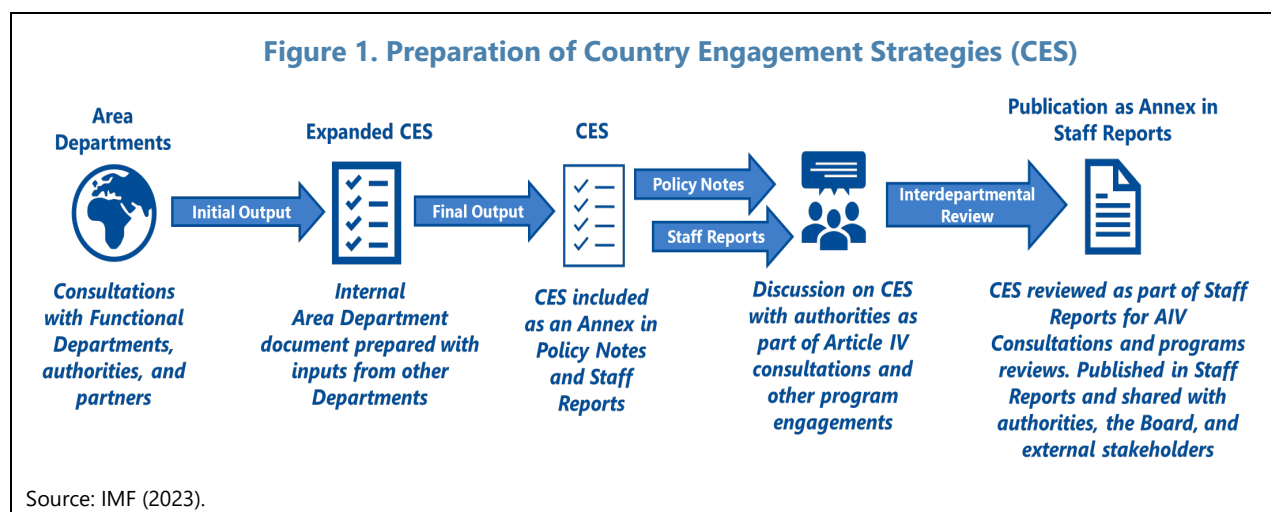 Figure 1. Preparation of Country Engagement Strategies (CES)
Area
Departments
Initial Output
Consultations
with Functional
Departments,
authorities, and
partners
Expanded CES
Final Output
Internal
Area Department
document prepared with
inputs from other
Departments
CES
Policy Notes
Staff Reports
CES included
as an Annex in
Policy Notes
and Staff
Reports
Interdepartmental
Review
Discussion on CES
with authorities as
part of Article IV
consultations and
other program
engagements
Publication as Annex in
Staff Reports
CES reviewed as part of Staff
Reports for AIV
Consultations and programs
reviews. Published in Staff
Reports and shared with
authorities, the Board, and
external stakeholders
Source: IMF (2023).